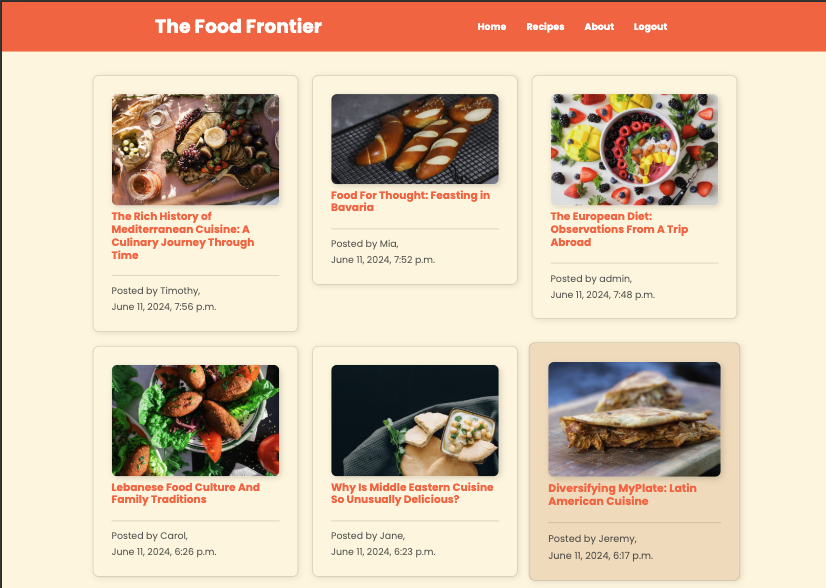 The Food Frontier
Home Recipes About Logout
The Rich History of
Mediterranean Cuisine: A
Culinary Journey Through
Time
Posted by Timothy,
June 11, 2024, 7:56 p.m.
Food For Thought: Feasting in
Bavaria
Posted by Mia,
June 11, 2024, 7:52 p.m.
The European Diet:
Observations From A Trip
Abroad
Posted by admin,
June 11, 2024, 7:48 p.m.
Lebanese Food Culture And
Family Traditions
Posted by Carol,
June 11, 2024, 6:26 p.m.
Why Is Middle Eastern Cuisine
So Unusually Delicious?
Posted by Jane,
June 11, 2024, 6:23 p.m.
Diversifying MyPlate: Latin
American Cuisine
Posted by Jeremy,
June 11, 2024, 6:17 p.m.